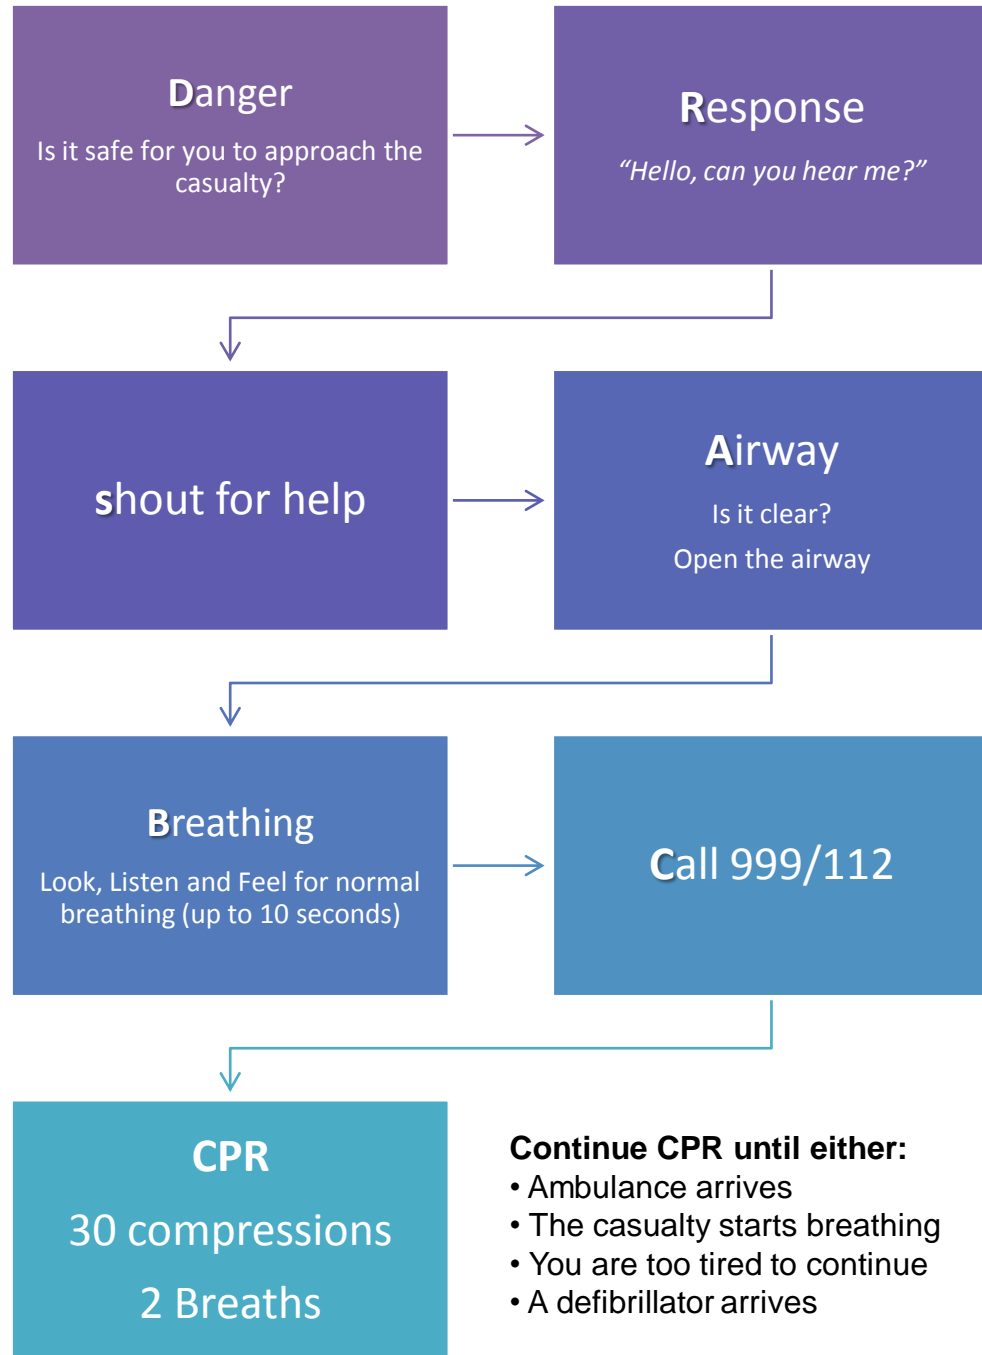 Danger
Is it safe for you to approach the
casualty?
Response
“Hello, can you hear me?”
shout for help
Airway
Is it clear?
Open the airway
Breathing
Look, Listen and Feel for normal
breathing (up to 10 seconds)
Call 999/112
CPR
30 compressions
2 Breaths
Continue CPR until either:
• Ambulance arrives
• The casualty starts breathing
• You are too tired to continue
• A defibrillator arrives